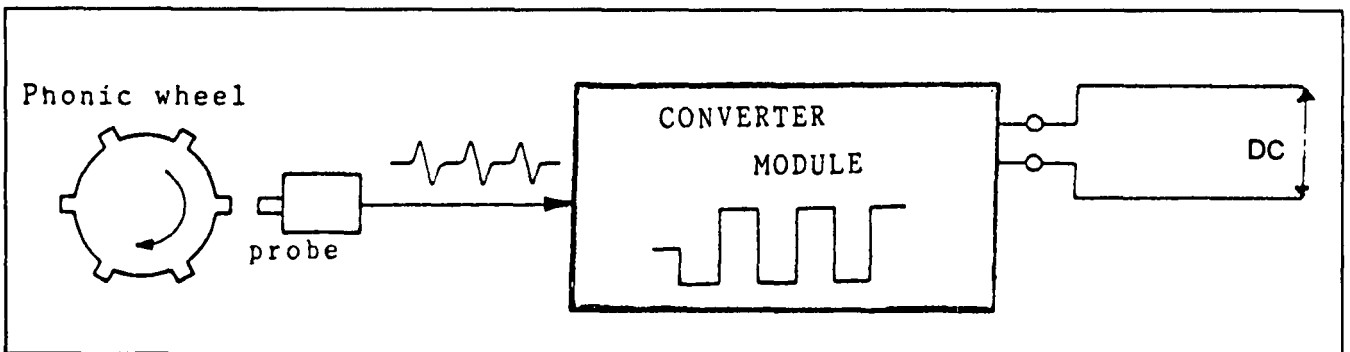 Phonic wheel
probe
CONVERTER
MODULE
DC